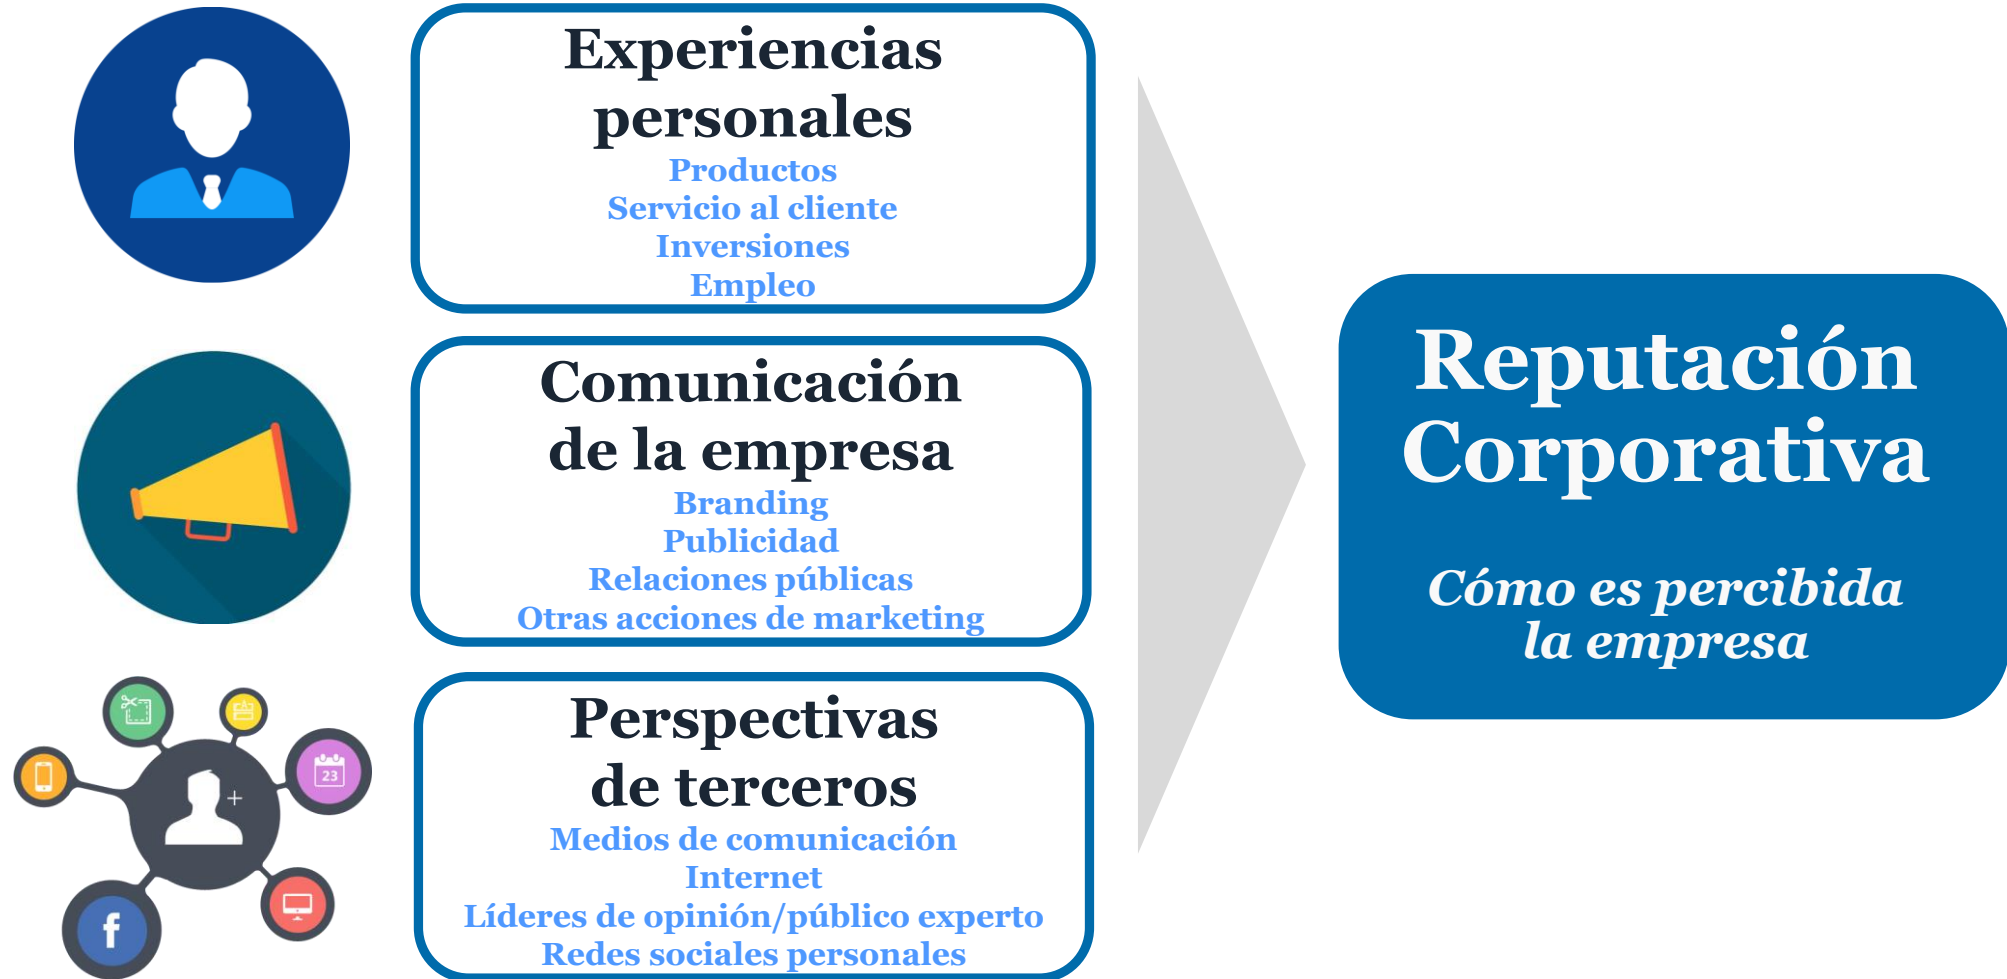 Experiencias
personales
Productos
Servicio al cliente
Inversiones
Empleo
Comunicación
de la empresa
Branding
Publicidad
Relaciones públicas
Otras acciones de marketing
23
f
Perspectivas
de terceros
Medios de comunicación
Internet
Líderes de opinión/público experto
Redes sociales personales
Reputación
Corporativa
Cómo es percibida
la empresa